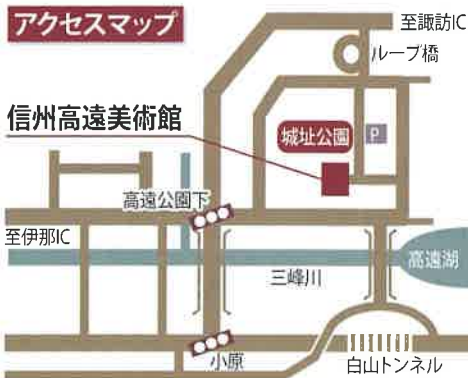 アクセスマップ
至諏訪IC
ループ橋
信州高遠美術館
城址公園
P
高遠公園下
至伊那IC
高遠湖
三峰川
小原
白山トンネル